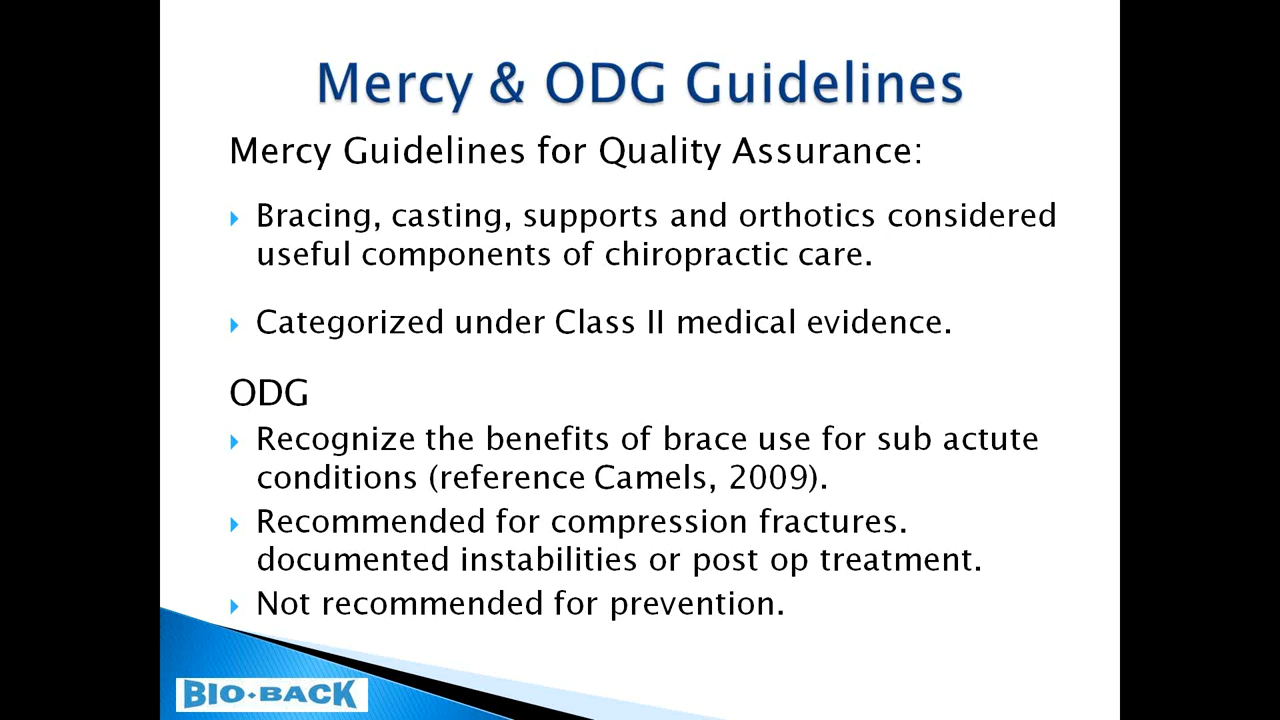 Mercy & ODG Guidelines
Mercy Guidelines for Quality Assurance:
Bracing, casting, supports and orthotics considered
useful components of chiropractic care.
Categorized under Class II medical evidence.
ODG
Recognize the benefits of brace use for sub actute
conditions (reference Camels, 2009).
Recommended for compression fractures.
documented instabilities or post op treatment.
Not recommended for prevention.
BIO-BACK